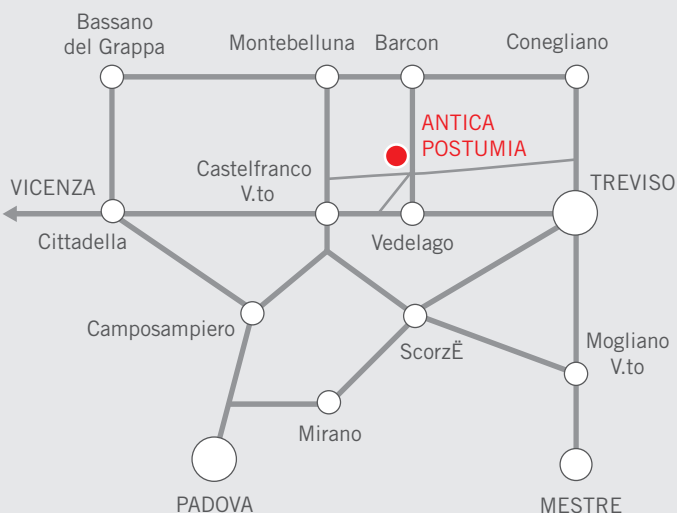 Bassano
del Grappa
Montebelluna
Barcon
Conegliano
ANTICA
POSTUMIA
Castelfranco
V.to
VICENZA
TREVISO
Cittadella
Vedelago
Camposampiero
ScorzË
Mogliano
V.to
Mirano
PADOVA
MESTRE